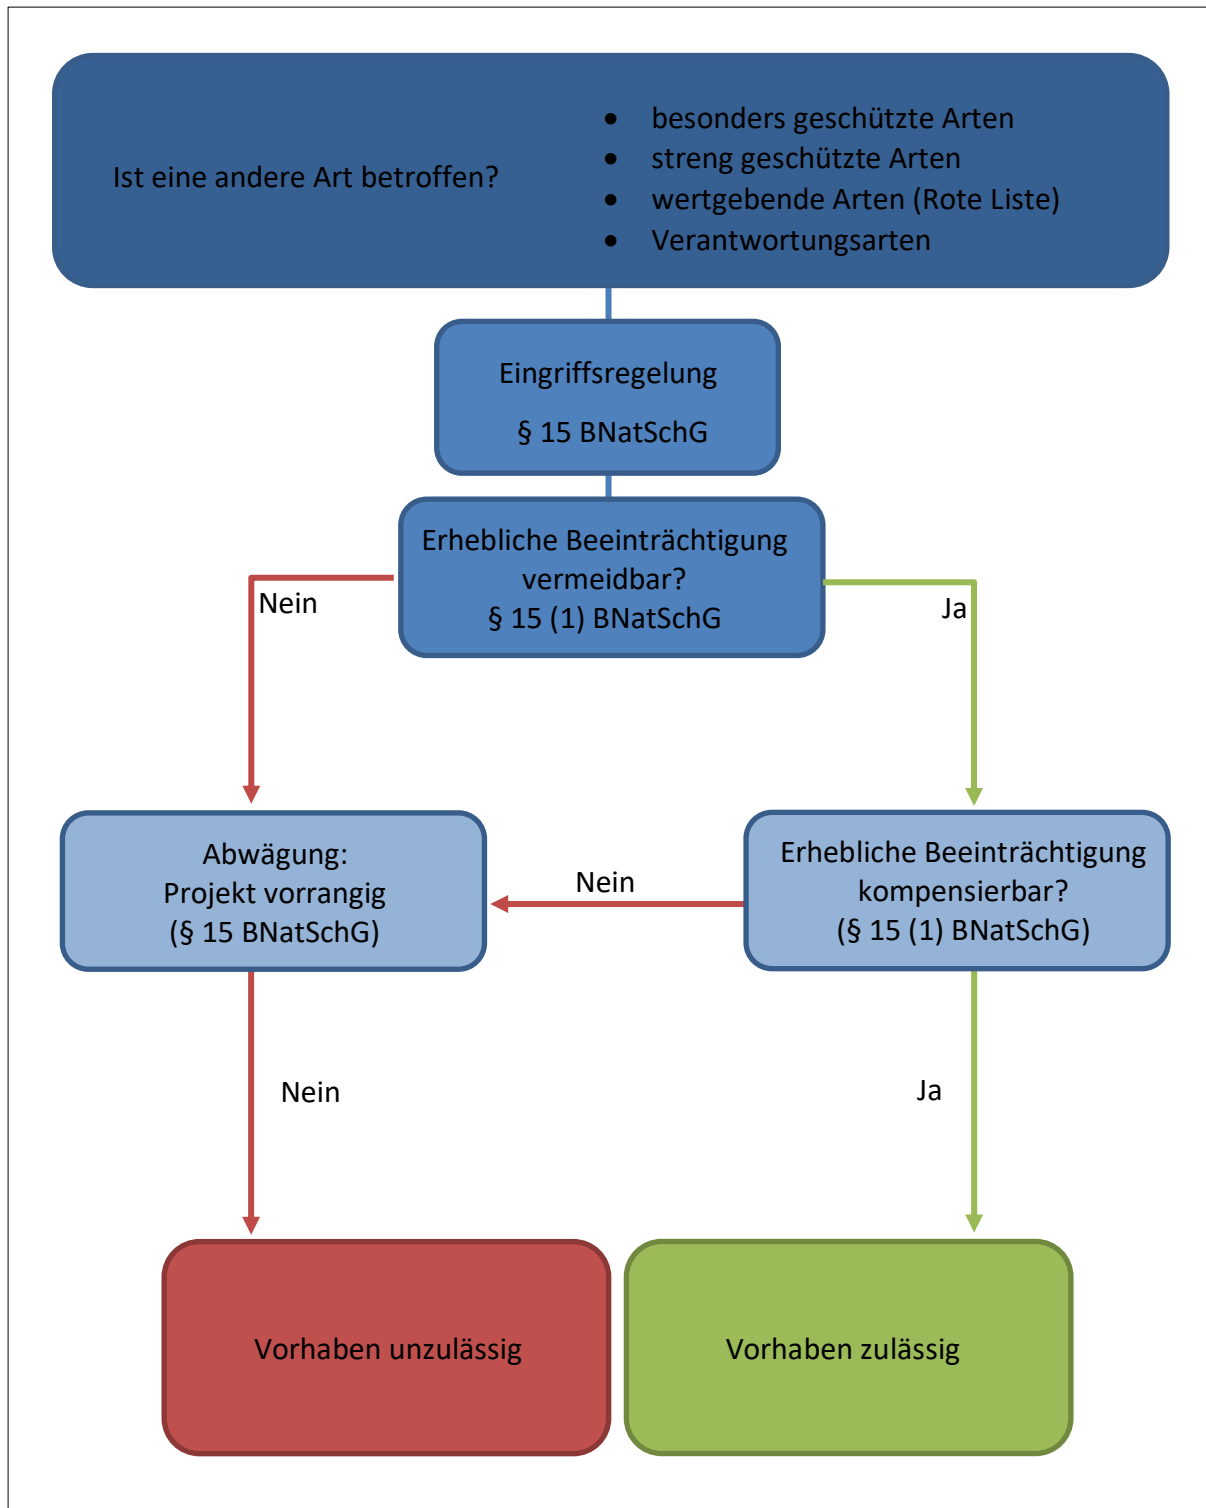 Ist eine andere Art betroffen?
• besonders geschützte Arten
• streng geschützte Arten
• wertgebende Arten (Rote Liste)
• Verantwortungsarten
Eingriffsregelung
§ 15 BNatSchG
Erhebliche Beeinträchtigung
vermeidbar?
§ 15 (1) BNatSchG
Nein
Ja
Abwägung:
Projekt vorrangig
(§ 15 BNatSchG)
Nein
Erhebliche Beeinträchtigung
kompensierbar?
(§ 15 (1) BNatSchG)
Nein
Ja
Vorhaben unzulässig
Vorhaben zulässig